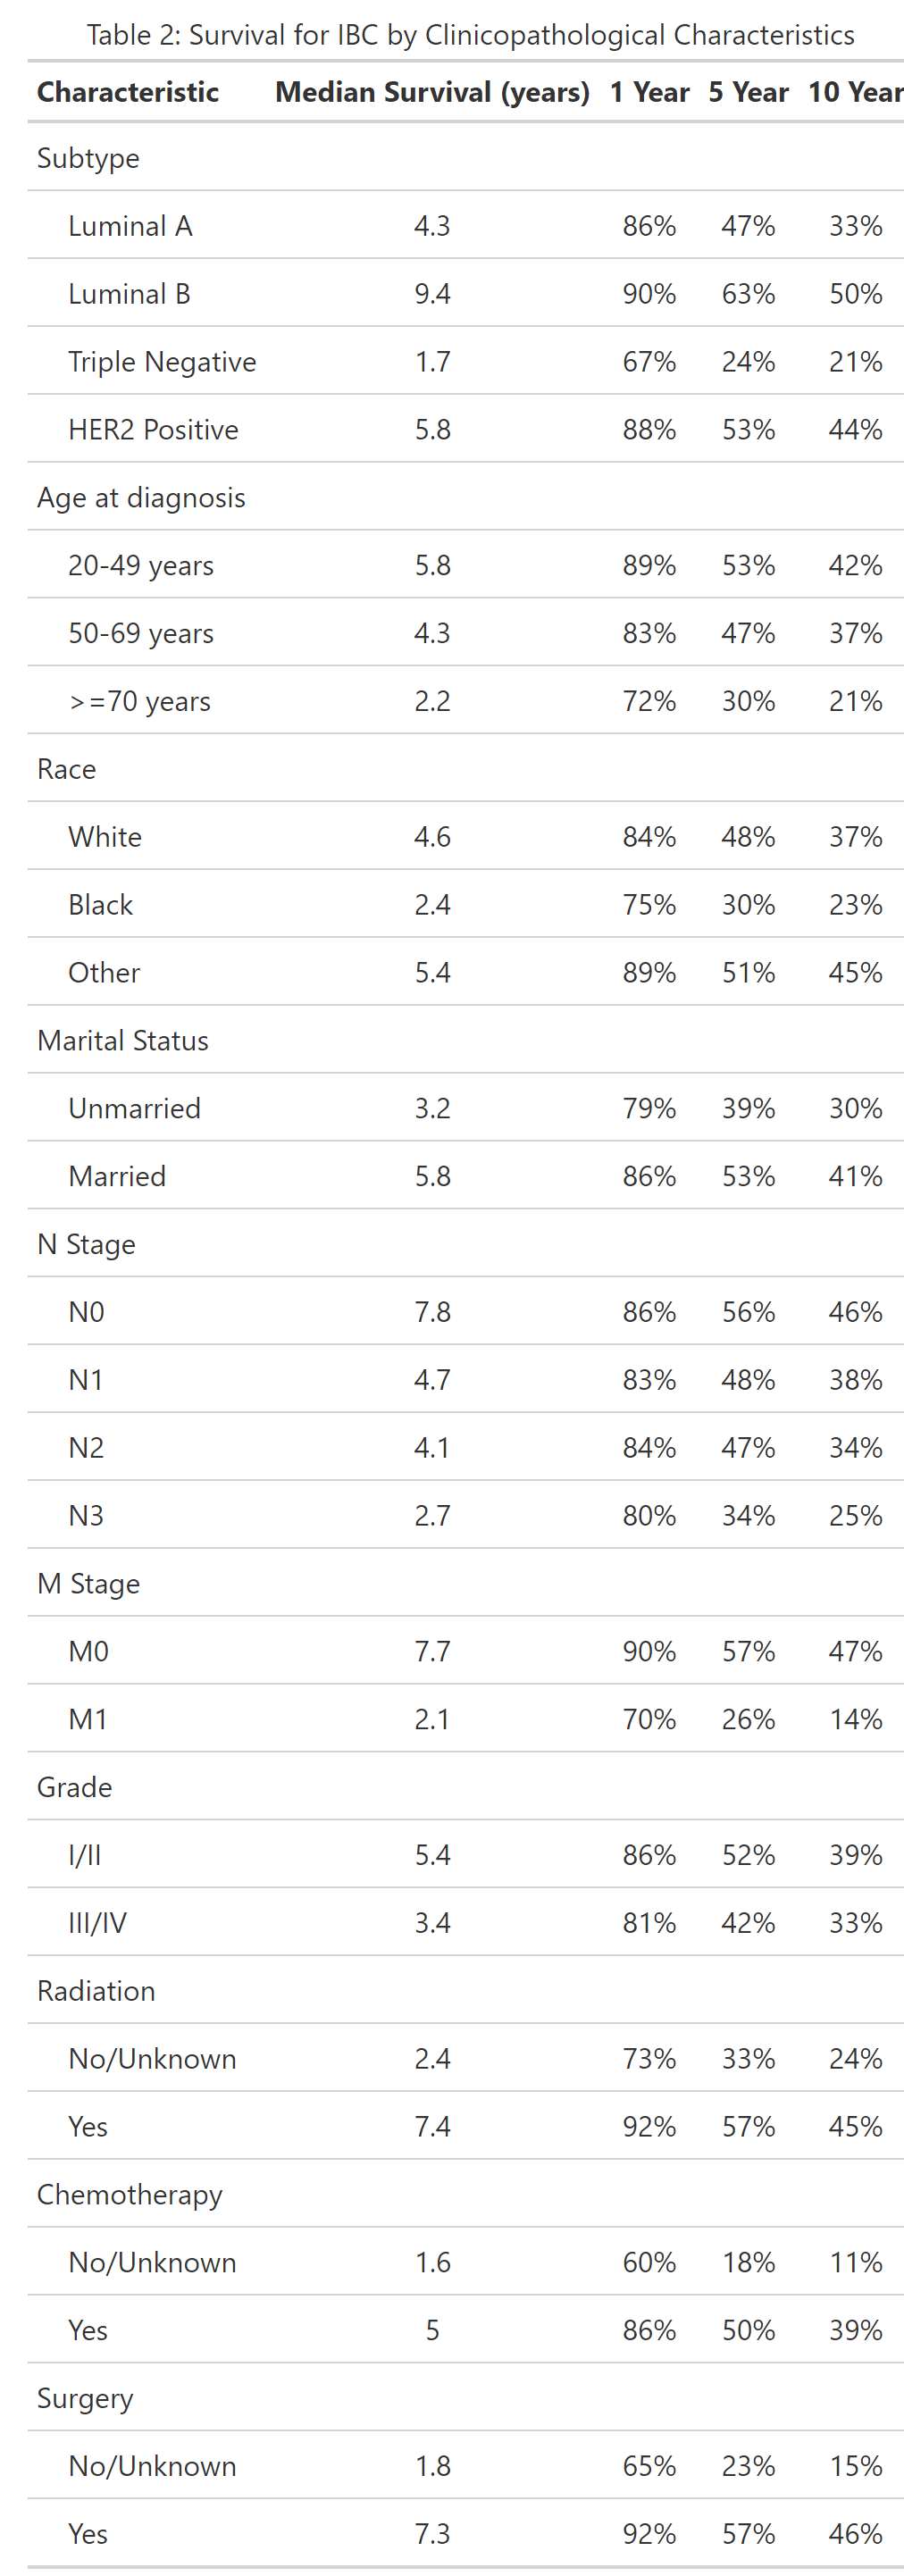 Table 2: Survival for IBC by Clinicopathological Characteristics
Characteristic Median Survival (years) 1 Year 5 Year 10 Year
Subtype
Luminal A 4.3 86% 47% 33%
Luminal B 9.4 90% 63% 50%
Triple Negative 1.7 67% 24% 21%
HER2 Positive 5.8 88% 53% 44%
Age at diagnosis
20-49 years 5.8 89% 53% 42%
50-69 years 4.3 83% 47% 37%
>=70 years 2.2 72% 30% 21%
Race
White 4.6 84% 48% 37%
Black 2.4 75% 30% 23%
Other 5.4 89% 51% 45%
Marital Status
Unmarried 3.2 79% 39% 30%
Married 5.8 86% 53% 41%
N Stage
N0 7.8 86% 56% 46%
N1 4.7 83% 48% 38%
N2 4.1 84% 47% 34%
N3 2.7 80% 34% 25%
M Stage
M0 7.7 90% 57% 47%
M1 2.1 70% 26% 14%
Grade
I/II 5.4 86% 52% 39%
III/IV 3.4 81% 42% 33%
Radiation
No/Unknown 2.4 73% 33% 24%
Yes 7.4 92% 57% 45%
Chemotherapy
No/Unknown 1.6 60% 18% 11%
Yes 5 86% 50% 39%
Surgery
No/Unknown 1.8 65% 23% 15%
Yes 7.3 92% 57% 46%